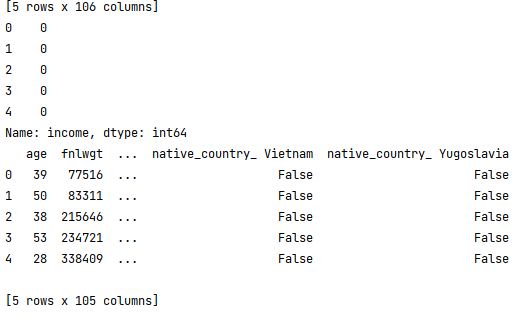 [5 rows x 106 columns]
0    0
1    0
2    0
3    0
4    0
Name: income, dtype: int64
   age  fnlwgt  ...  native_country_ Vietnam  native_country_ Yugoslavia
0   39   77516  ...                    False                       False
1   50   83311  ...                    False                       False
2   38  215646  ...                    False                       False
3   53  234721  ...                    False                       False
4   28  338409  ...                    False                       False
[5 rows x 105 columns]